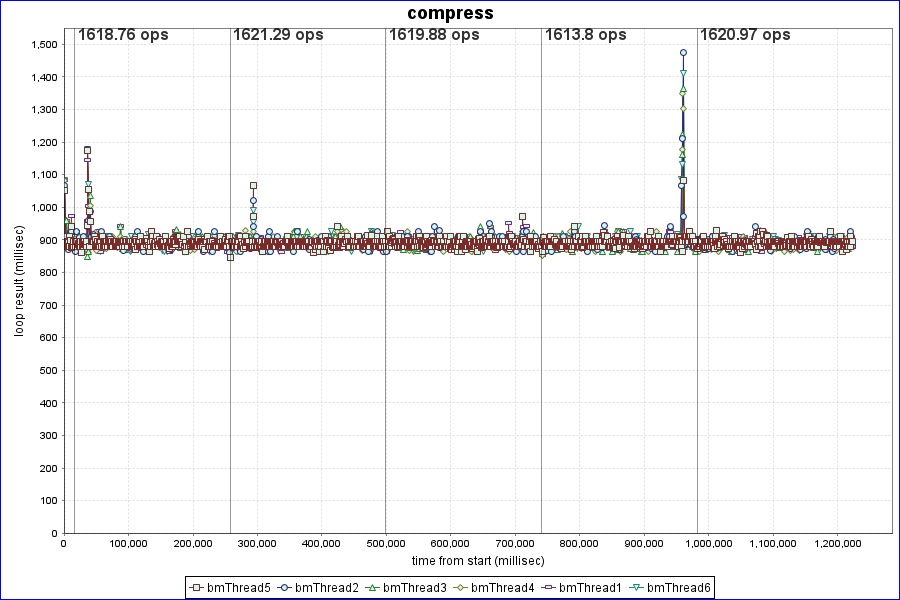 compress
1618.76 ops 1621.29 ops 1619.88 ops 1613.8 ops 1620.97 ops
1,500
1,400
1,300
1,200
1,100
1,000
900
800
700
600
500
400
300
200
100
0
loop result (millisec)
0 100,000 200,000 300,000 400,000 500,000 600,000 700,000 800,000 900,000 1,000,000 1,100,000 1,200,000
time from start (millisec)
bmThread5 bmThread2 bmThread3 bmThread4 bmThread1 bmThread6